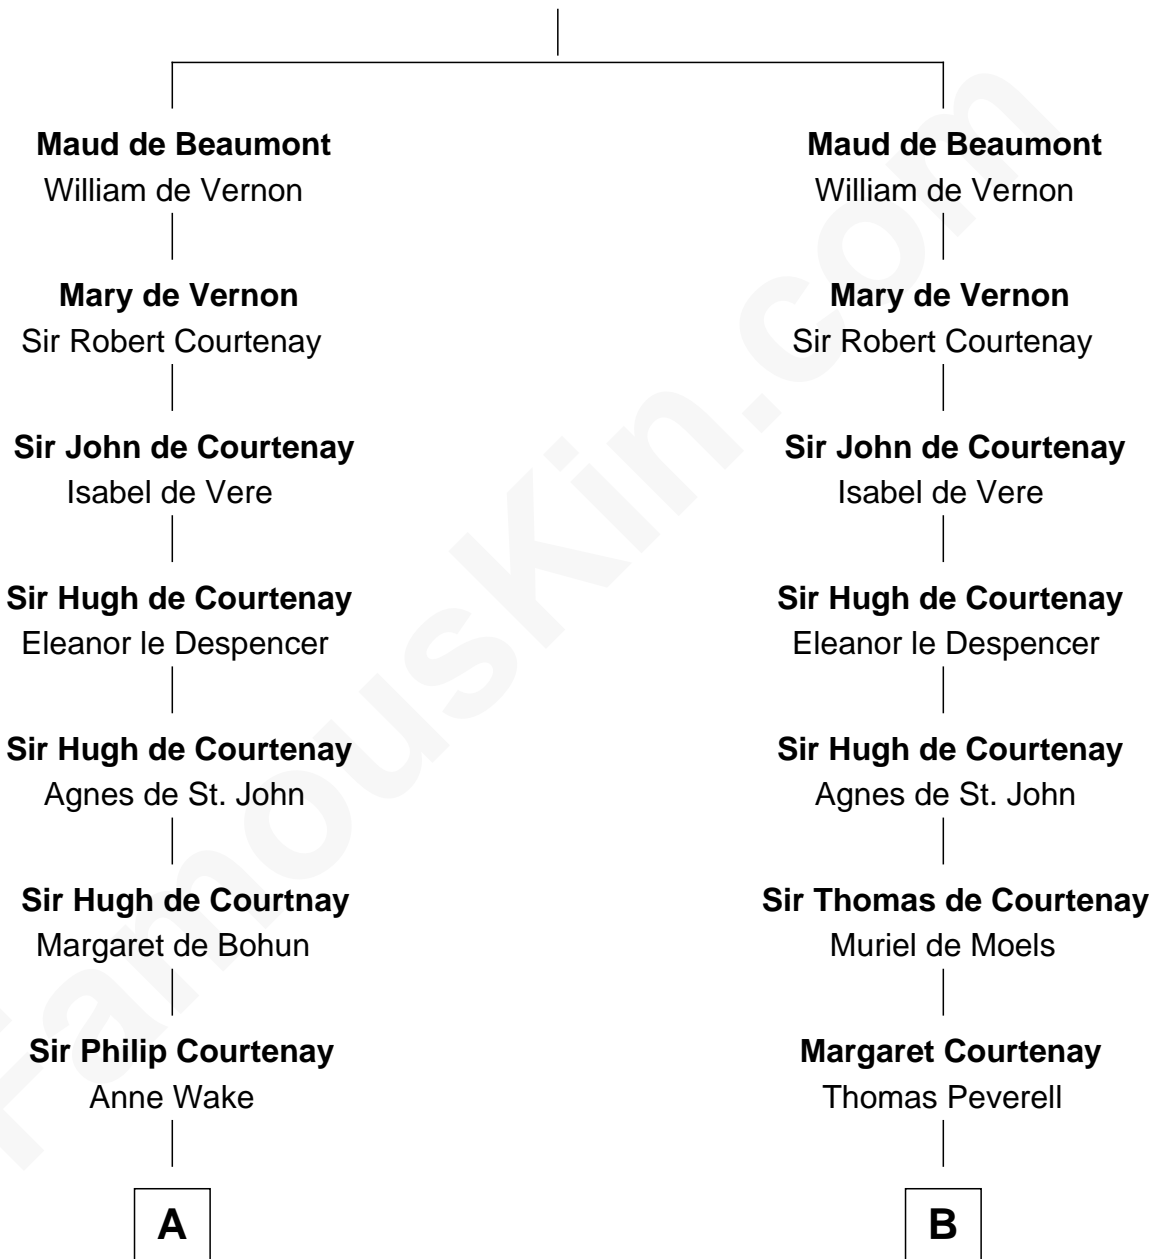 Maud de Beaumont
William de Vernon
Mary de Vernon
Sir Robert Courtenay
Sir John de Courtenay
Isabel de Vere
Sir Hugh de Courtenay
Eleanor le Despencer
Sir Hugh de Courtenay
Agnes de St. John
Sir Hugh de Courtnay
Margaret de Bohun
Sir Philip Courtenay
Anne Wake
A
Maud de Beaumont
William de Vernon
Mary de Vernon
Sir Robert Courtenay
Sir John de Courtenay
Isabel de Vere
Sir Hugh de Courtenay
Eleanor le Despencer
Sir Hugh de Courtenay
Agnes de St. John
Sir Thomas de Courtenay
Muriel de Moels
Margaret Courtenay
Thomas Peverell
B
FamousKin.com